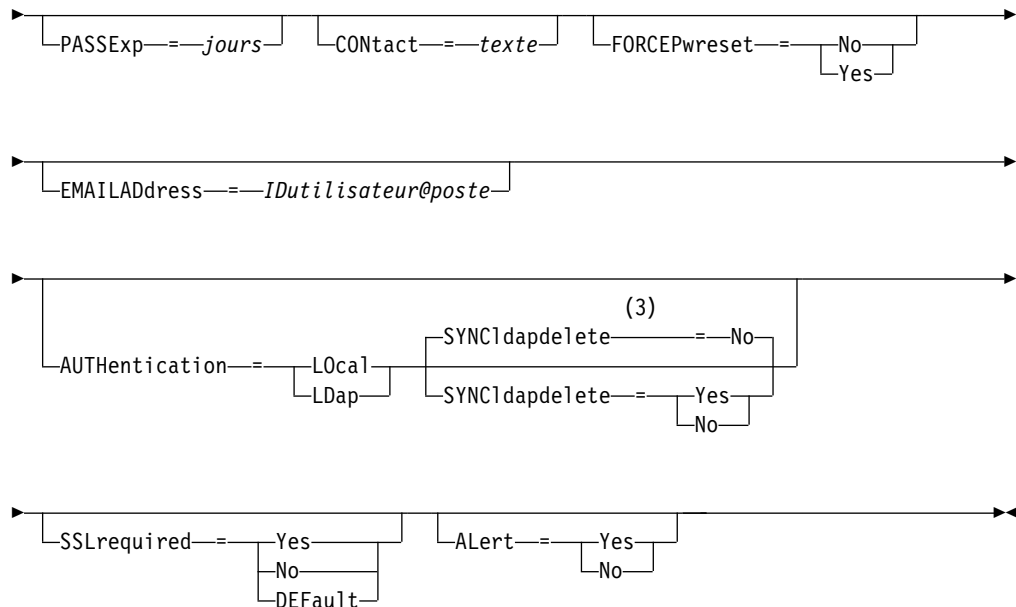 PASSExp = jours CONtact = texte FORCEPwreset = No
Yes
EMAILADdress = IDutilisateur@poste
(3)
SYNCldapdelete = No
AUTHentication = LOcal
LDap SYNCldapdelete = Yes
No
SSLrequired = Yes ALert = Yes
No No
DEFault